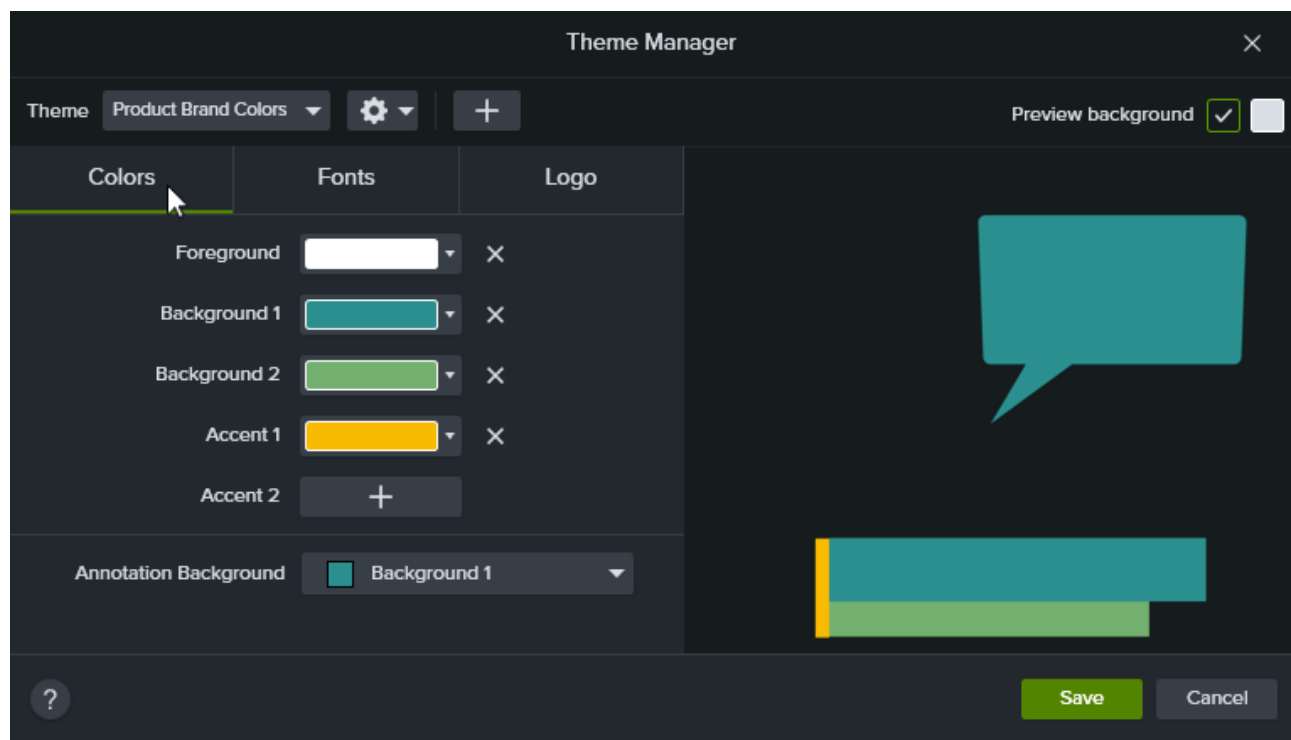 Theme Manager
Theme Product Brand Colors Preview background
Colors Fonts Logo
Foreground
Background 1
Background 2
Accent 1
Accent 2
Annotation Background Background 1
? Save Cancel